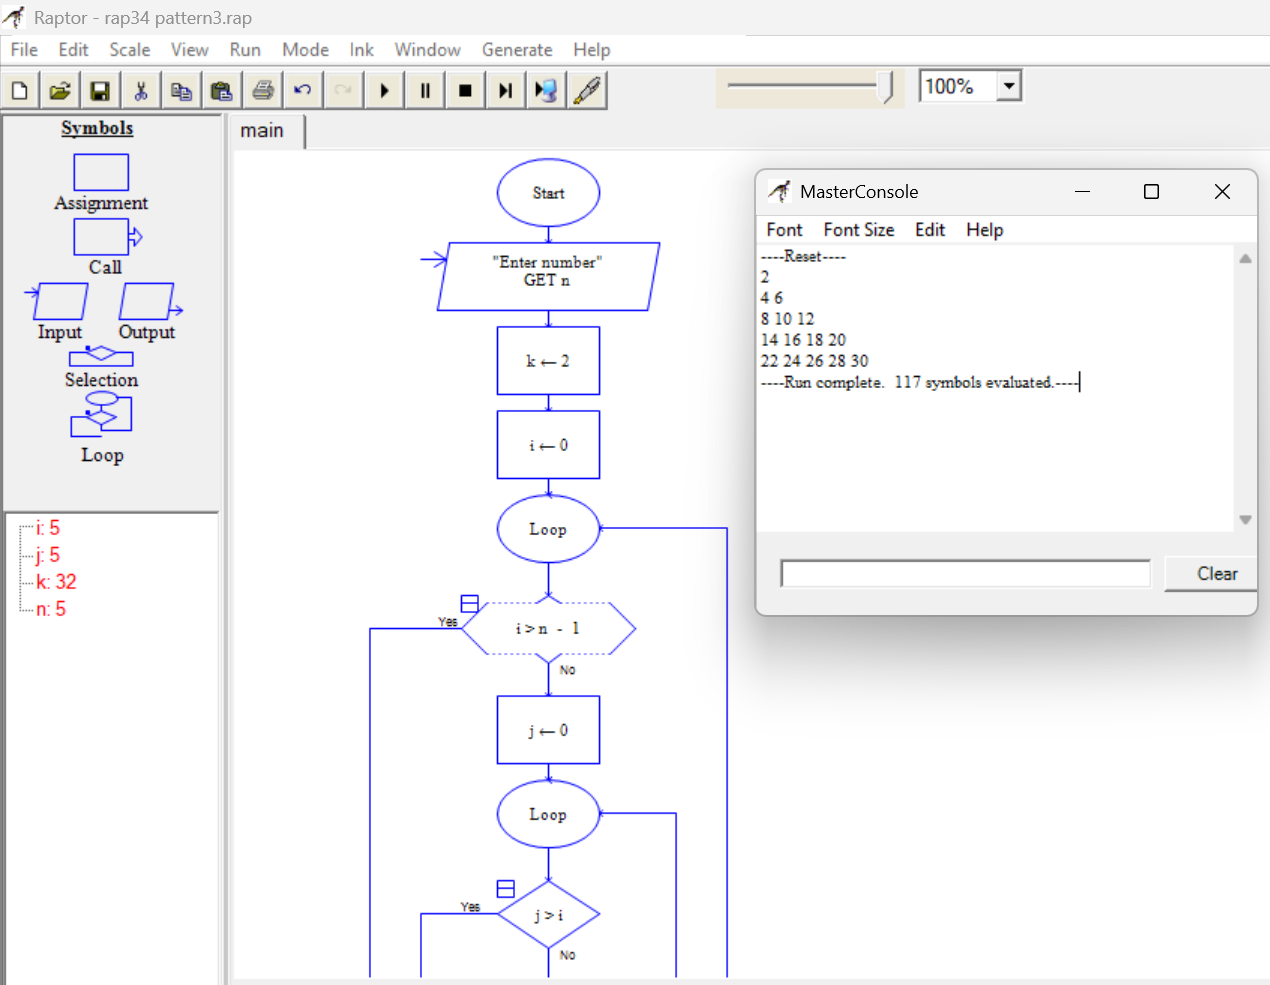 Raptor - rap34 pattern3.rap
File Edit Scale View Run Mode Ink Window Generate Help
100%
Symbols
Assignment
Call
Input Output
Selection
Loop
i: 5
j: 5
k: 32
n: 5
main
Start
"Enter number"
GET n
k ← 2
i ← 0
Loop
i > n - 1
Yes
No
j ← 0
Loop
j > i
Yes
No
MasterConsole
Font Font Size Edit Help
----Reset----
2
4 6
8 10 12
14 16 18 20
22 24 26 28 30
----Run complete.  117 symbols evaluated.----
Clear